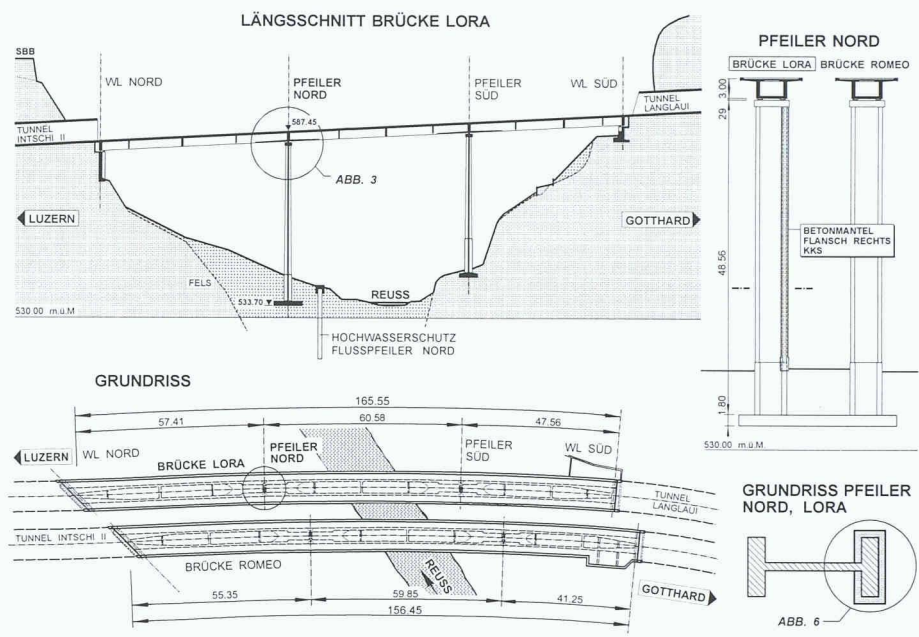 LÄNGSSCHNITT BRÜCKE LORA
SBB
WL NORD
PFEILER
NORD
PFEILER
SÜD
WL SÜD
TUNNEL
INTSCHI II
587.45
TUNNEL
LANGLAUI
ABB. 3
LUZERN
GOTTHARD
FELS
533.70
REUSS
530.00 m.ü.M
HOCHWASSERSCHUTZ
FLUSSPFEILER NORD
PFEILER NORD
BRÜCKE LORA
BRÜCKE ROMEO
3.00
29
48.56
1.80
BETONMANTEL
FLANSCH RECHTS
KKS
530.00 m.ü.M.
GRUNDRISS
165.55
57.41
60.58
47.56
LUZERN
WL NORD
BRÜCKE LORA
PFEILER
NORD
PFEILER
SÜD
WL SÜD
TUNNEL
LANGLAUI
TUNNEL INTSCHI II
BRÜCKE ROMEO
REUSS
GOTTHARD
55.35
59.85
41.25
156.45
GRUNDRISS PFEILER
NORD, LORA
ABB. 6